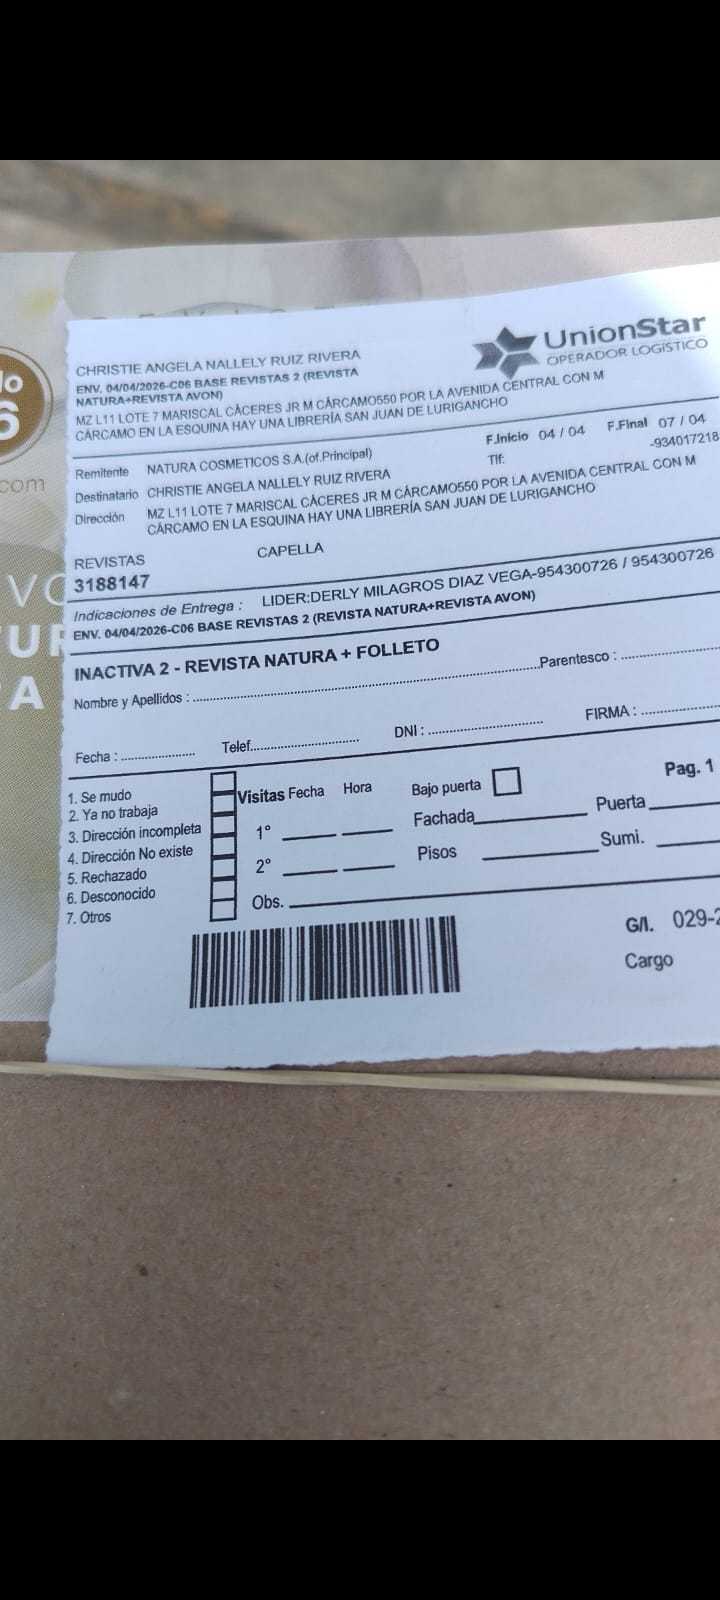 lo
6
.com
VO
UR
A
UnionStar
OPERADOR LOGÍSTICO
CHRISTIE ANGELA NALLELY RUIZ RIVERA
ENV. 04/04/2026-C06 BASE REVISTAS 2 (REVISTA
NATURA+REVISTA AVON)
MZ L11 LOTE 7 MARISCAL CÁCERES JR M CÁRCAMO550 POR LA AVENIDA CENTRAL CON M
CÁRCAMO EN LA ESQUINA HAY UNA LIBRERÍA SAN JUAN DE LURIGANCHO
F.Inicio 04 / 04 F.Final 07 / 04
Remitente NATURA COSMETICOS S.A.(of.Principal)
Tlf: -934017218
Destinatario CHRISTIE ANGELA NALLELY RUIZ RIVERA
Dirección MZ L11 LOTE 7 MARISCAL CÁCERES JR M CÁRCAMO550 POR LA AVENIDA CENTRAL CON M
CÁRCAMO EN LA ESQUINA HAY UNA LIBRERÍA SAN JUAN DE LURIGANCHO
REVISTAS CAPELLA
3188147
Indicaciones de Entrega : LIDER:DERLY MILAGROS DIAZ VEGA-954300726 / 954300726
ENV. 04/04/2026-C06 BASE REVISTAS 2 (REVISTA NATURA+REVISTA AVON)
INACTIVA 2 - REVISTA NATURA + FOLLETO
Nombre y Apellidos : Parentesco :
Fecha : Telef. DNI : FIRMA :
1. Se mudo
2. Ya no trabaja
3. Dirección incompleta
4. Dirección No existe
5. Rechazado
6. Desconocido
7. Otros
Visitas Fecha Hora Bajo puerta Pag. 1
1° Fachada Puerta
2° Pisos Sumi.
Obs.
G/I. 029-2
Cargo